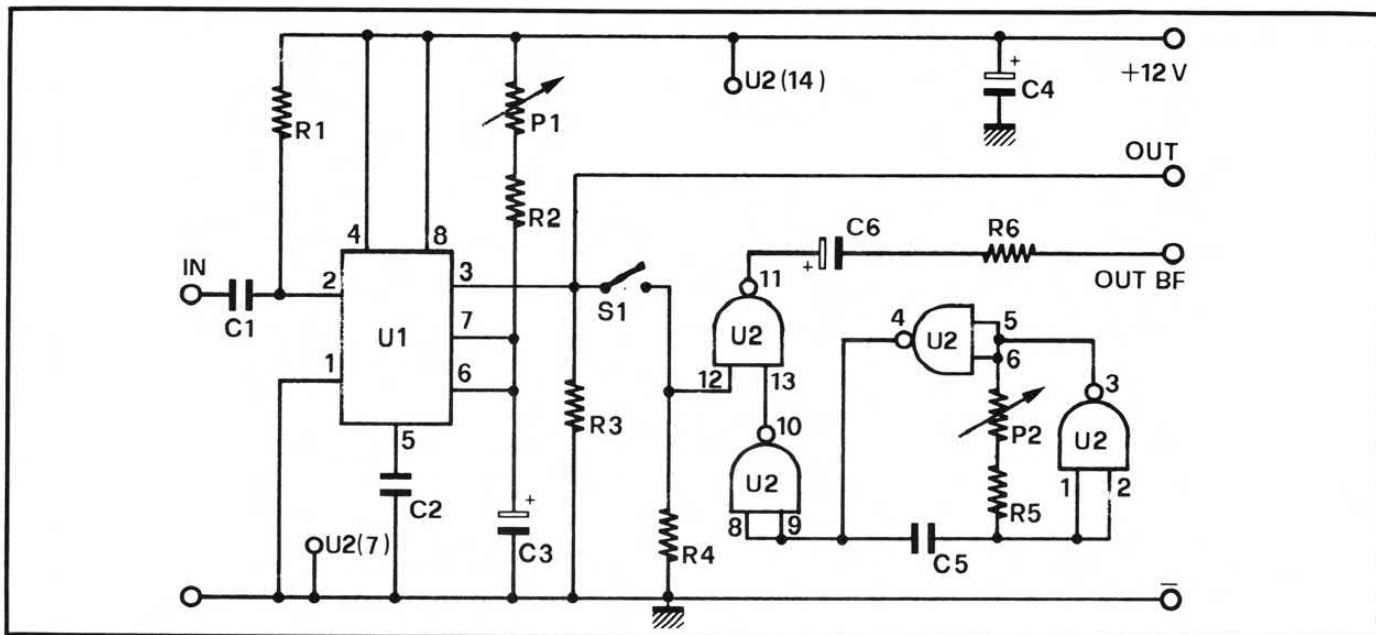 +12 V
U2(14)
C4
R1
P1
OUT
R2
C6
R6
4
8
IN
3
11
OUT BF
2
S1
C1
U1
7
U2
4
U2
5
6
1
6
12
13
3
R3
P2
U2
10
5
U2
1
2
C2
R5
8
9
U2(7)
C3
R4
C5
+
+
+
–